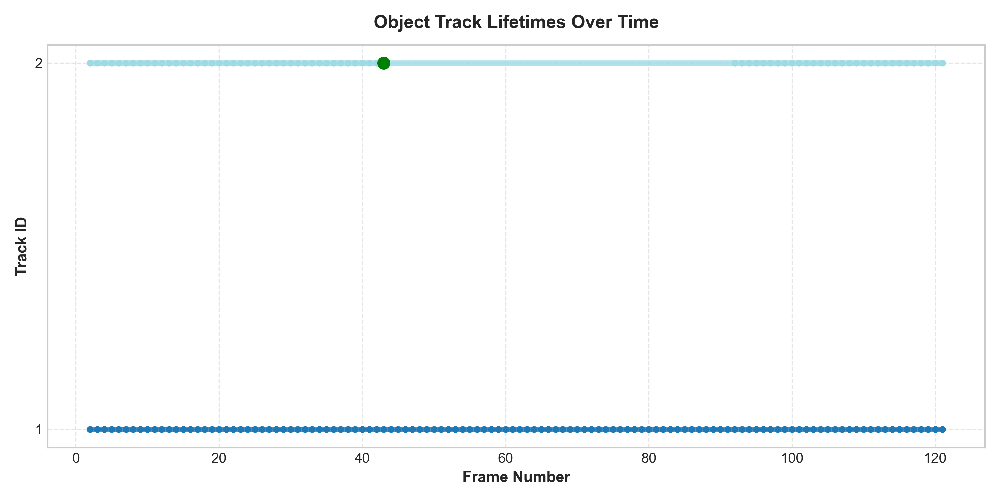 Object Track Lifetimes Over Time
Track ID
2
1
0 20 40 60 80 100 120
Frame Number